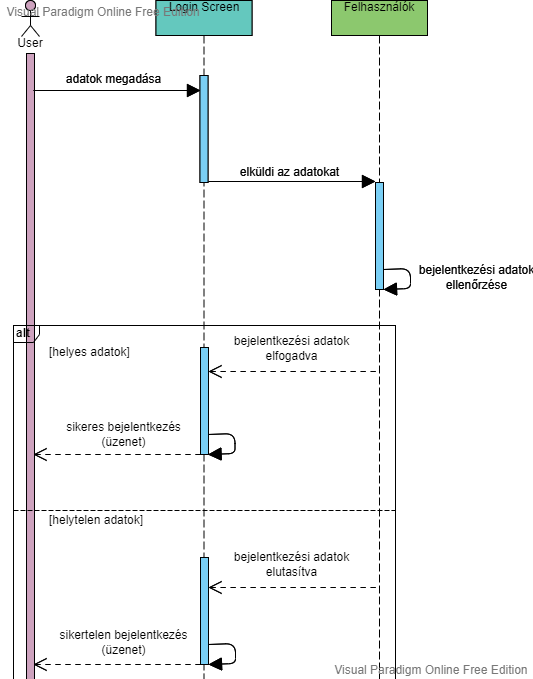 Visual Paradigm Online Free Edition
Login Screen
Felhasználók
User
adatok megadása
elküldi az adatokat
bejelentkezési adatok
ellenőrzése
alt
[helyes adatok]
bejelentkezési adatok
elfogadva
sikeres bejelentkezés
(üzenet)
[helytelen adatok]
bejelentkezési adatok
elutasítva
sikertelen bejelentkezés
(üzenet)
Visual Paradigm Online Free Edition